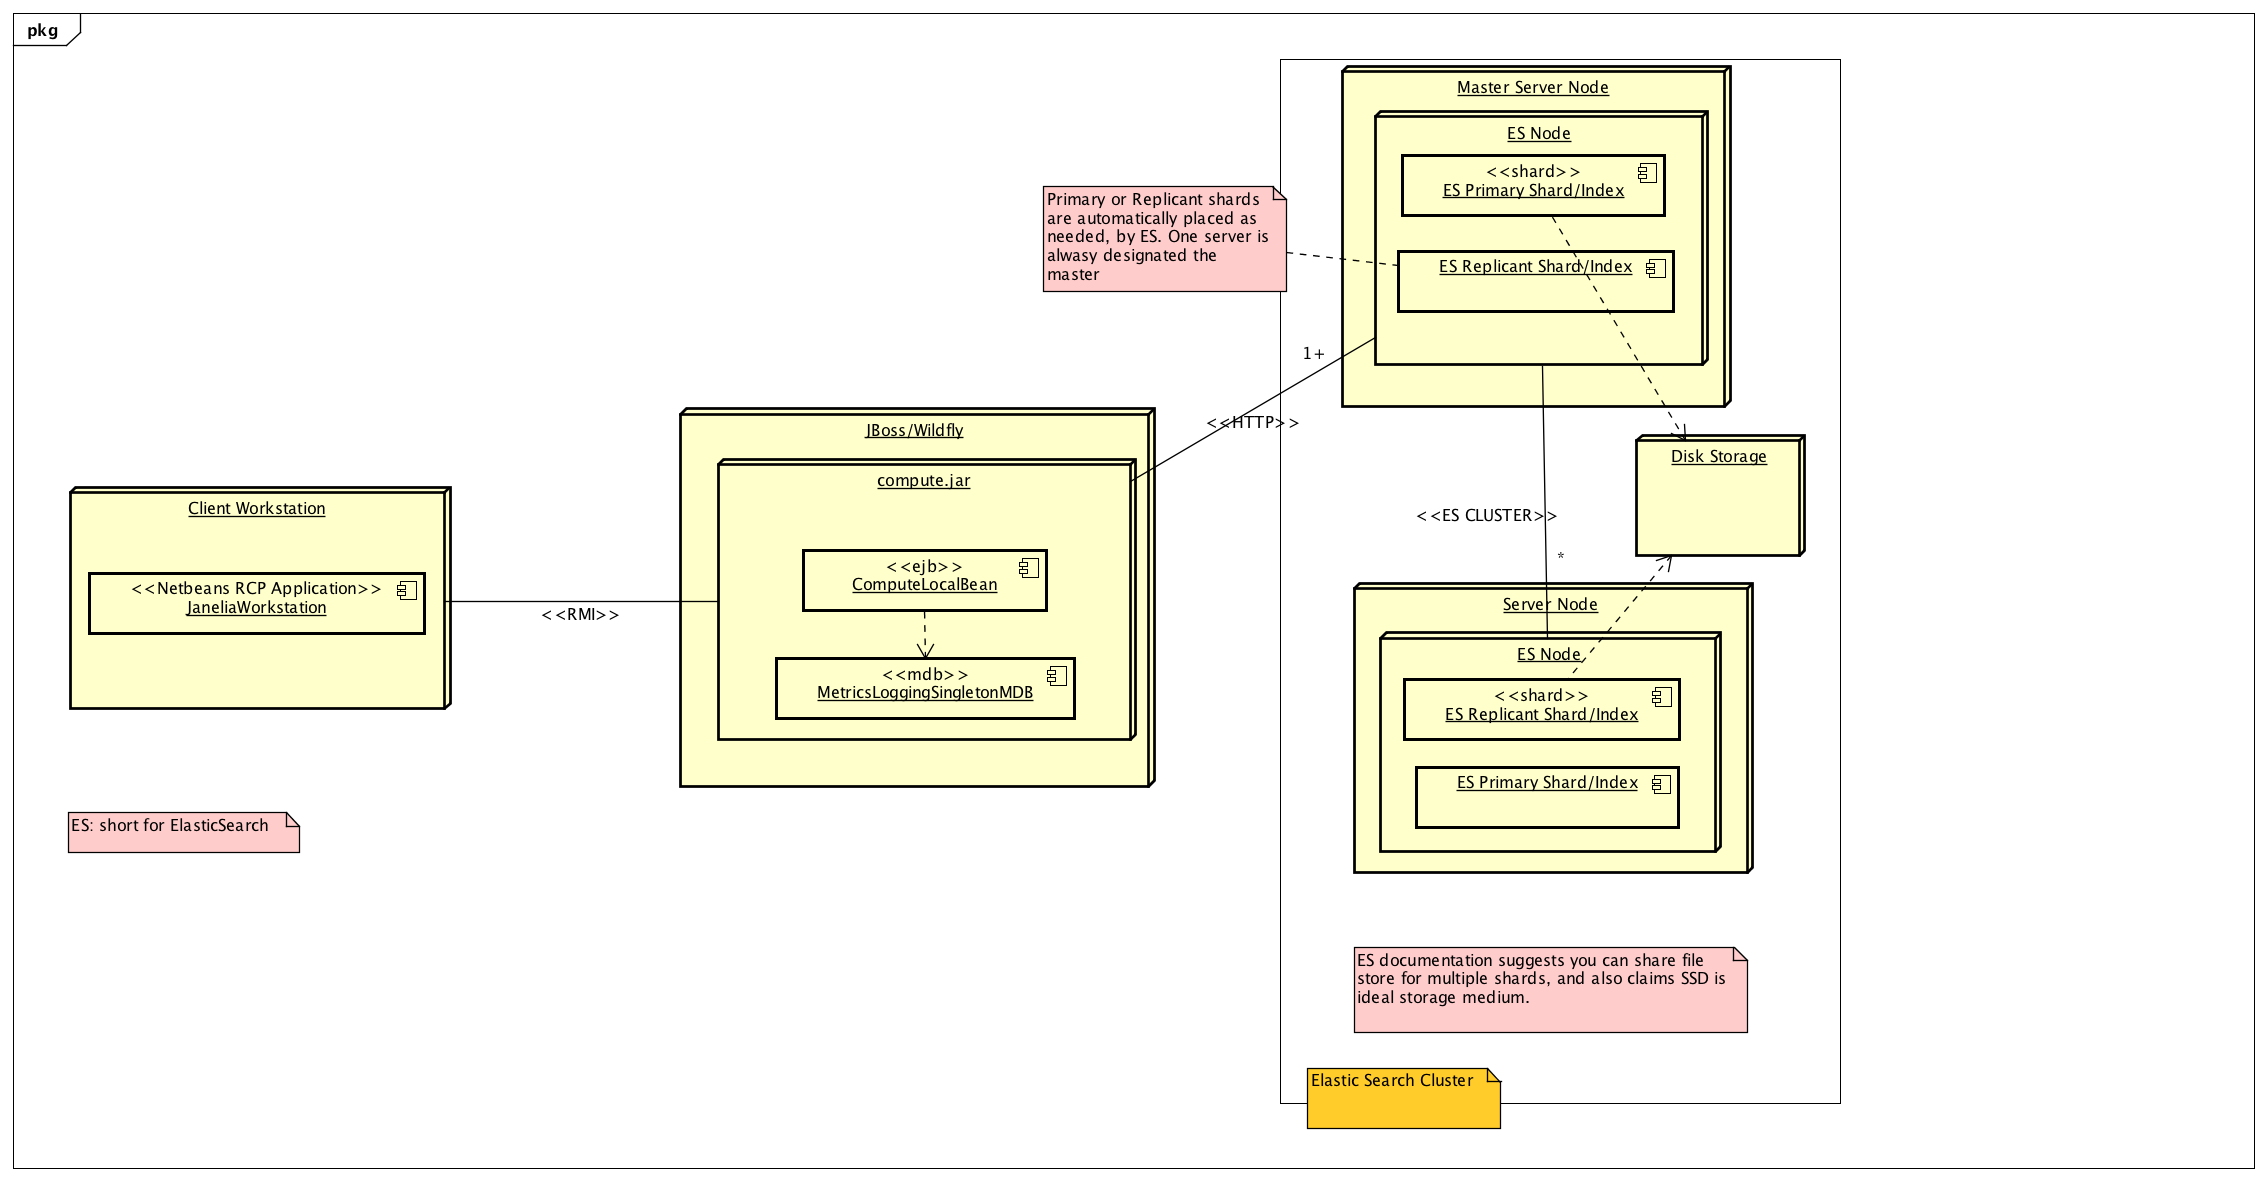 pkg
Master Server Node
ES Node
<<shard>>
ES Primary Shard/Index
ES Replicant Shard/Index
Primary or Replicant shards
are automatically placed as
needed, by ES. One server is
alwasy designated the
master
1+
<<HTTP>>
JBoss/Wildfly
compute.jar
<<ejb>>
ComputeLocalBean
<<mdb>>
MetricsLoggingSingletonMDB
Client Workstation
<<Netbeans RCP Application>>
JaneliaWorkstation
<<RMI>>
Disk Storage
<<ES CLUSTER>>
*
Server Node
ES Node
<<shard>>
ES Replicant Shard/Index
ES Primary Shard/Index
ES: short for ElasticSearch
ES documentation suggests you can share file
store for multiple shards, and also claims SSD is
ideal storage medium.
Elastic Search Cluster